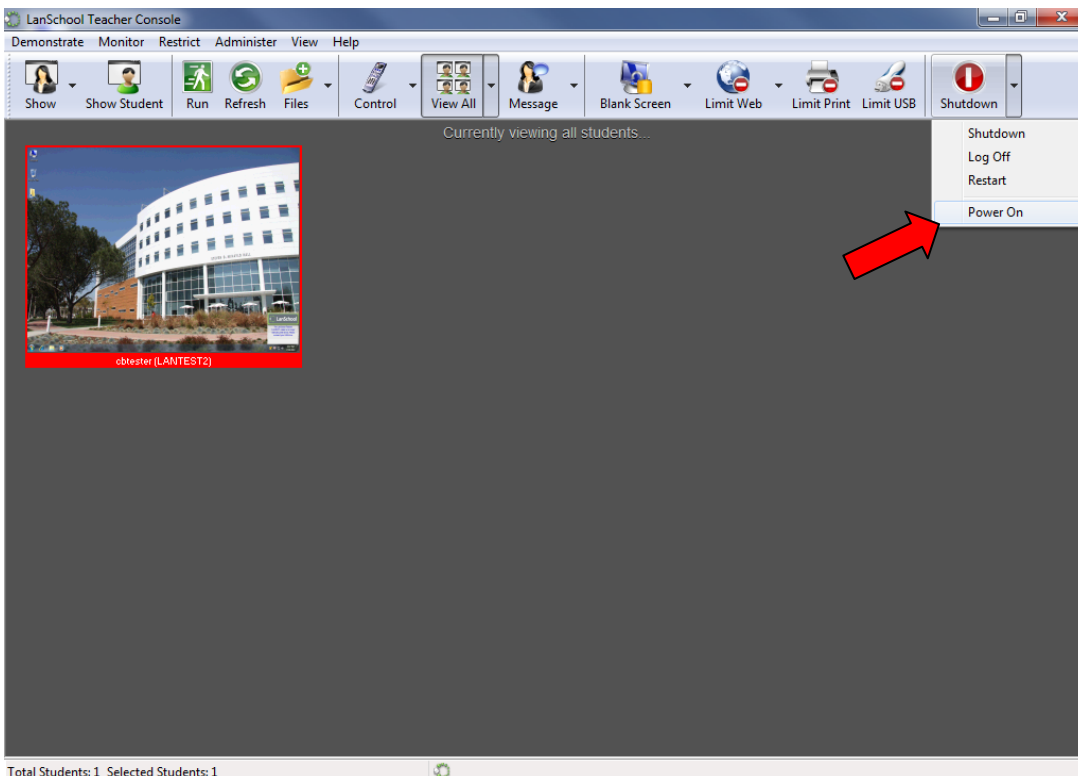 LanSchool Teacher Console
Demonstrate Monitor Restrict Administer View Help
Show Show Student Run Refresh Files Control View All Message Blank Screen Limit Web Limit Print Limit USB Shutdown
Currently viewing all students...
Shutdown
Log Off
Restart
Power On
LanSchool
cbtester (LANTEST2)
Total Students: 1 Selected Students: 1